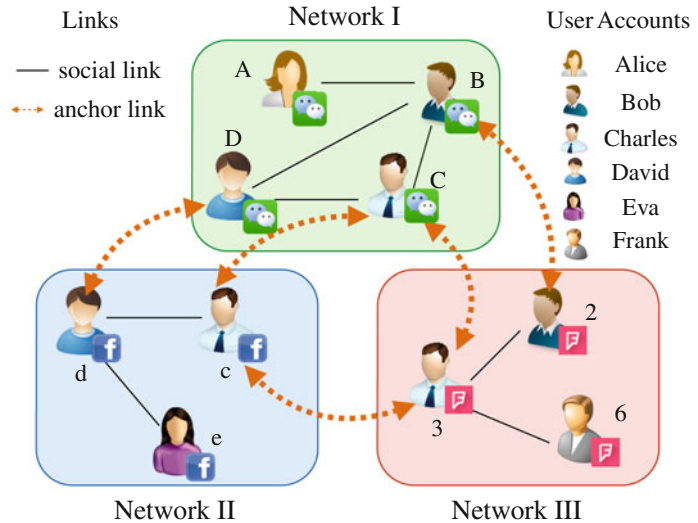 Links
social link
anchor link
Network I
User Accounts
Alice
Bob
Charles
David
Eva
Frank
A
B
D
C
d
c
e
f
f
f
2
3
6
Network II
Network III